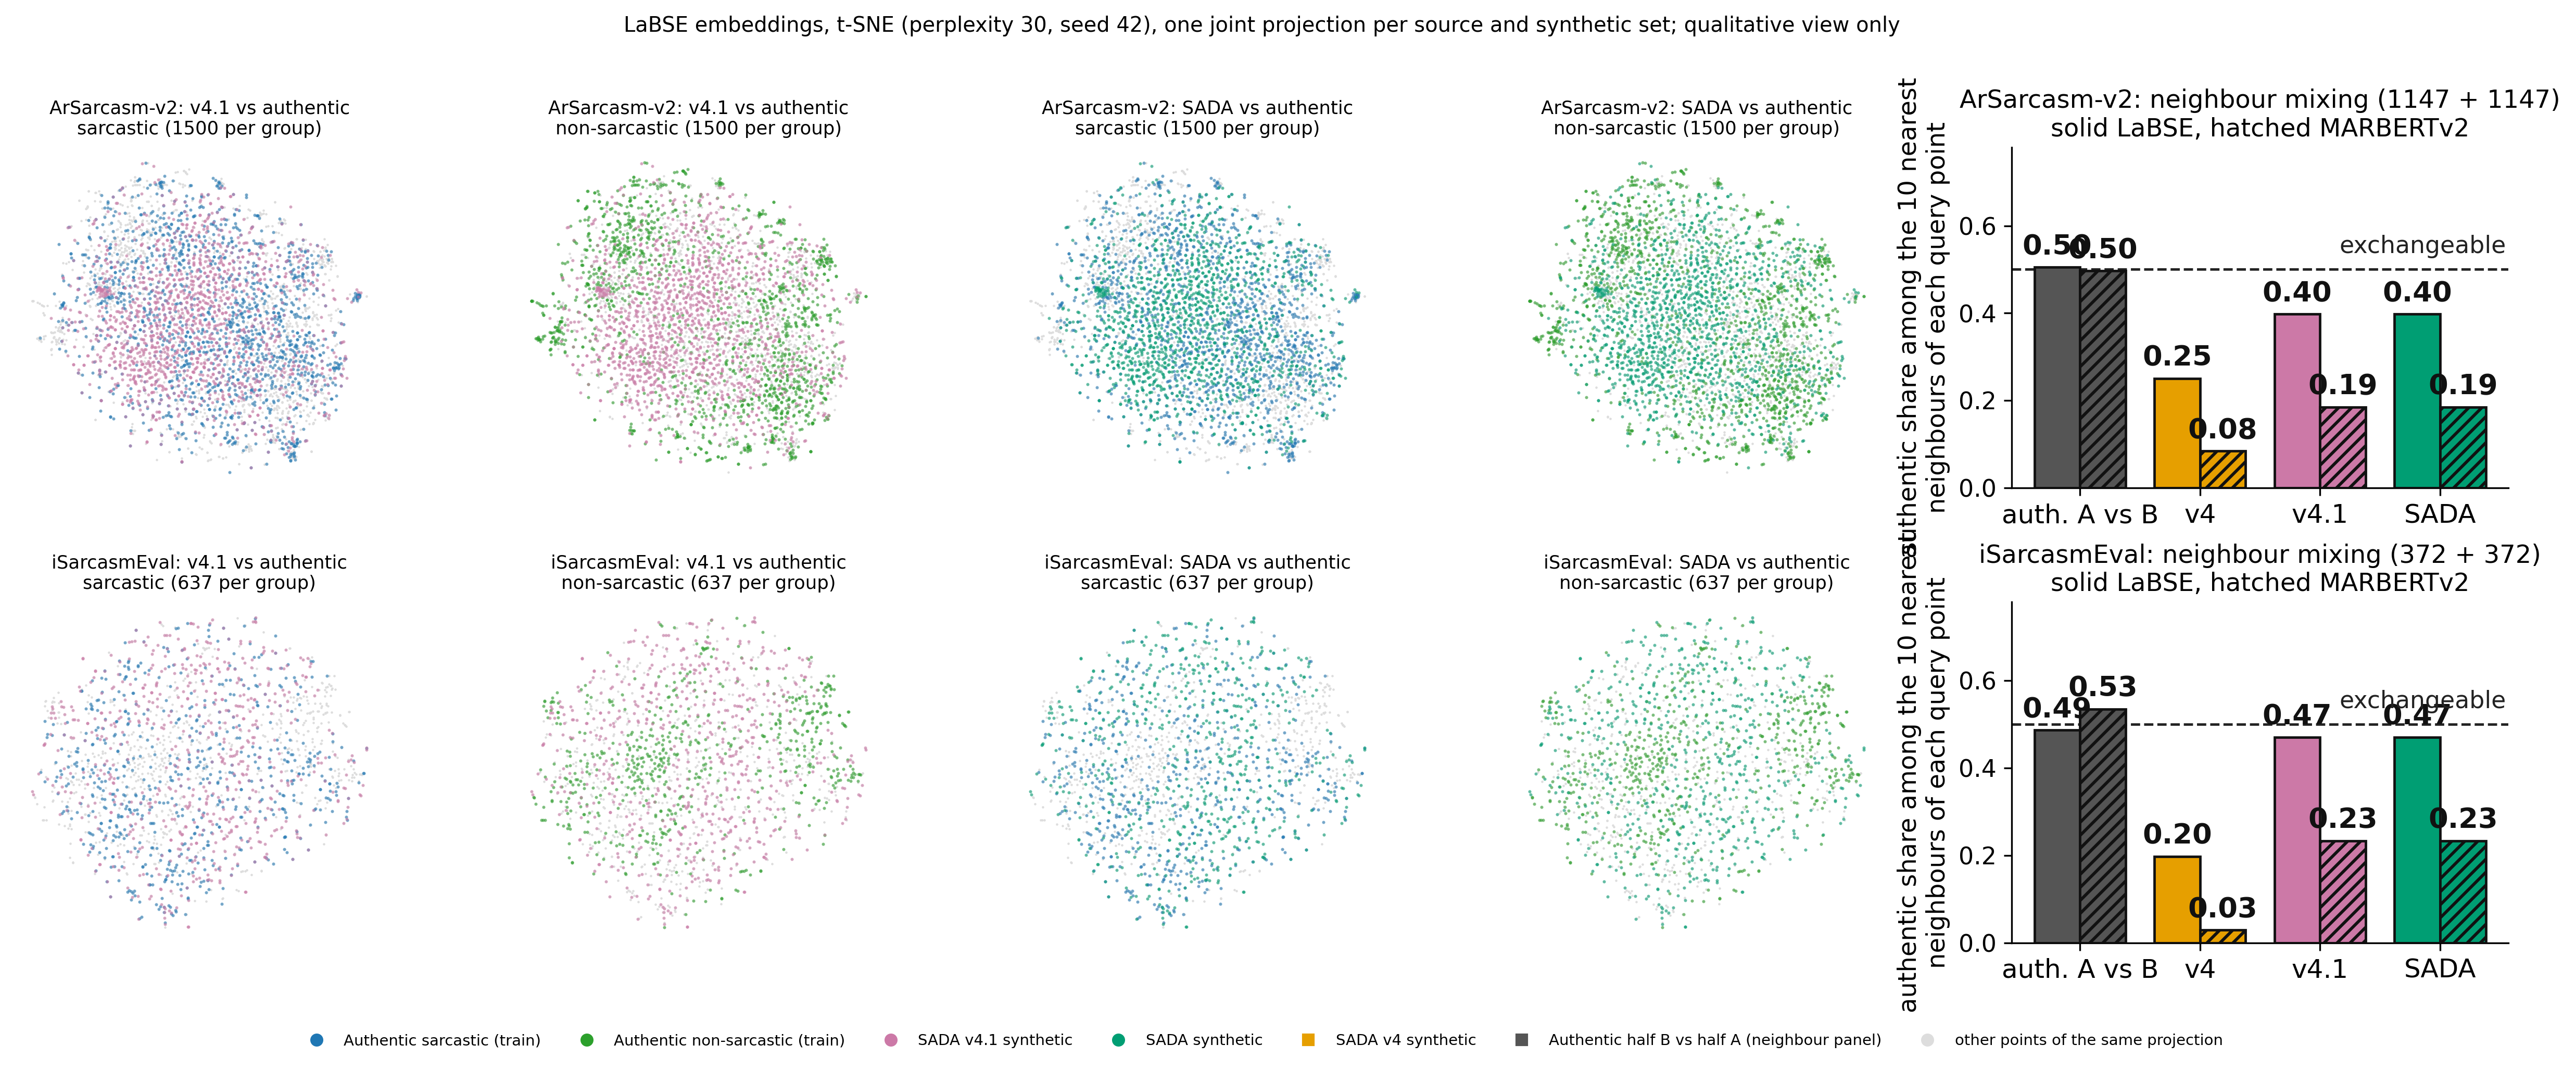 LaBSE embeddings, t-SNE (perplexity 30, seed 42), one joint projection per source and synthetic set; qualitative view only
ArSarcasm-v2: v4.1 vs authentic
sarcastic (1500 per group)
ArSarcasm-v2: v4.1 vs authentic
non-sarcastic (1500 per group)
ArSarcasm-v2: SADA vs authentic
sarcastic (1500 per group)
ArSarcasm-v2: SADA vs authentic
non-sarcastic (1500 per group)
ArSarcasm-v2: neighbour mixing (1147 + 1147)
solid LaBSE, hatched MARBERTv2
authentic share among the 10 nearest
neighbours of each query point
0.6
0.4
0.2
0.0
0.50
0.50
exchangeable
0.25
0.08
0.40
0.19
0.40
0.19
auth. A vs B
v4
v4.1
SADA
iSarcasmEval: v4.1 vs authentic
sarcastic (637 per group)
iSarcasmEval: v4.1 vs authentic
non-sarcastic (637 per group)
iSarcasmEval: SADA vs authentic
sarcastic (637 per group)
iSarcasmEval: SADA vs authentic
non-sarcastic (637 per group)
iSarcasmEval: neighbour mixing (372 + 372)
solid LaBSE, hatched MARBERTv2
authentic share among the 10 nearest
neighbours of each query point
0.6
0.4
0.2
0.0
0.49
0.53
exchangeable
0.20
0.03
0.47
0.23
0.47
0.23
auth. A vs B
v4
v4.1
SADA
Authentic sarcastic (train)
Authentic non-sarcastic (train)
SADA v4.1 synthetic
SADA synthetic
SADA v4 synthetic
Authentic half B vs half A (neighbour panel)
other points of the same projection